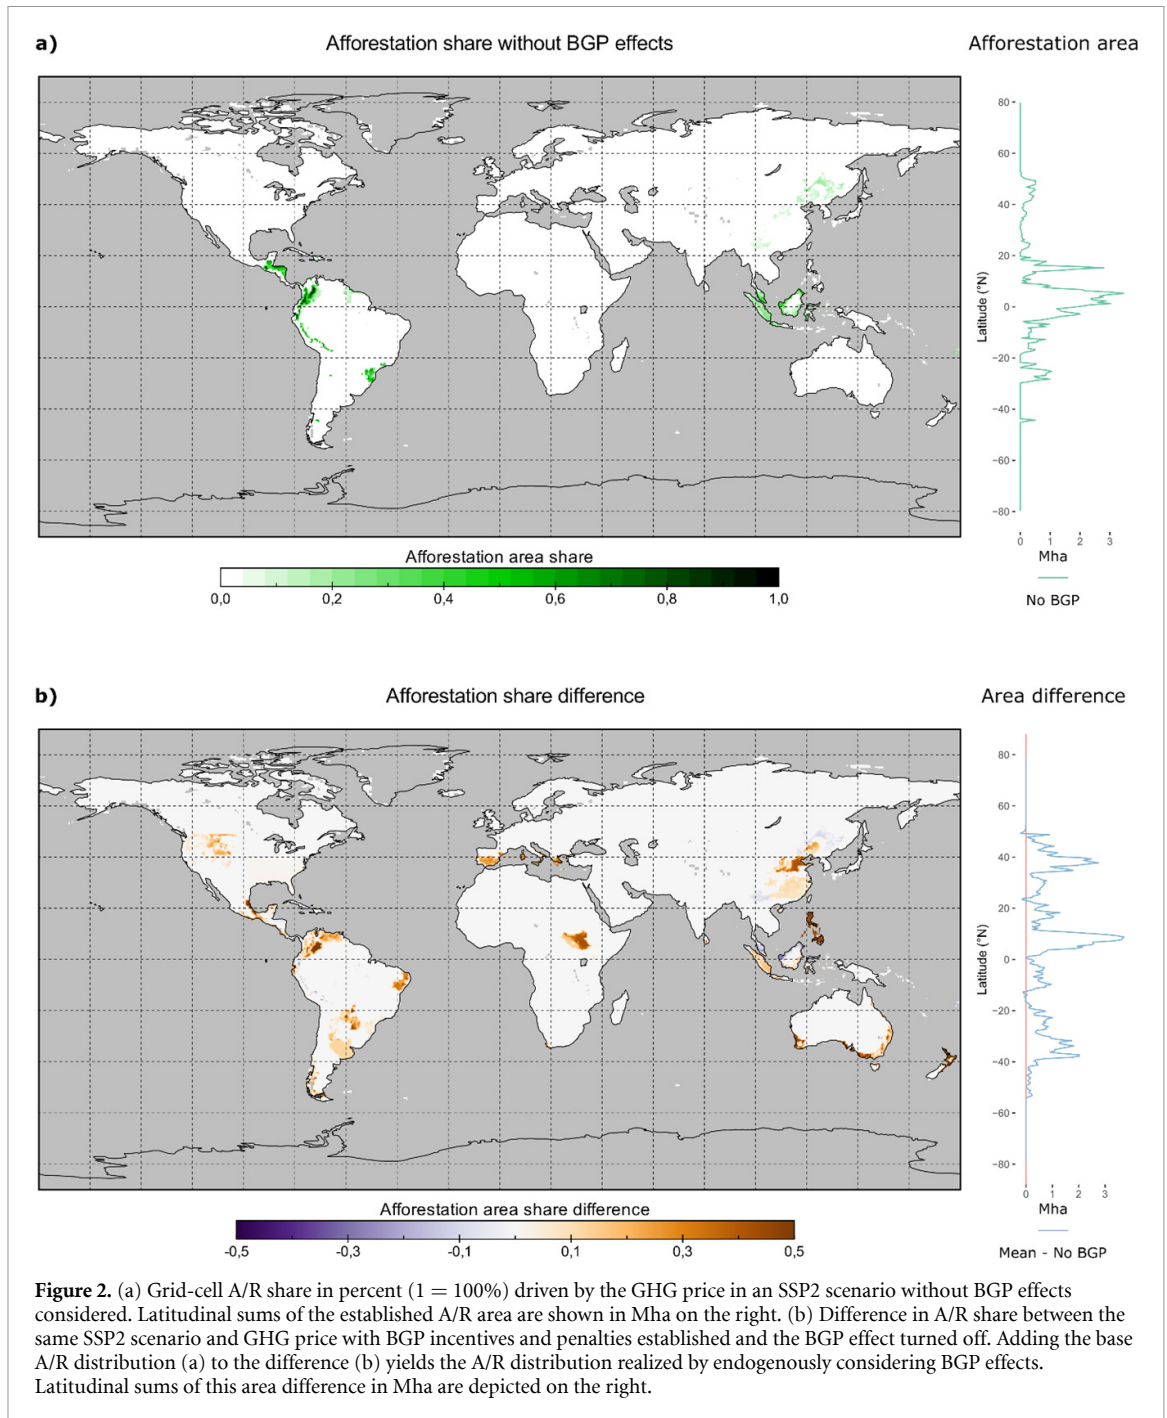 a)
Afforestation share without BGP effects
Afforestation area
80
60
40
20
0
−20
−40
−60
−80
Latitude (°N)
0 1 2 3
Mha
No BGP
Afforestation area share
0,0 0,2 0,4 0,6 0,8 1,0
b)
Afforestation share difference
Area difference
80
60
40
20
0
−20
−40
−60
−80
Latitude (°N)
0 1 2 3
Mha
Mean - No BGP
Afforestation area share difference
-0,5 -0,3 -0,1 0,1 0,3 0,5
Figure 2. (a) Grid-cell A/R share in percent (1 = 100%) driven by the GHG price in an SSP2 scenario without BGP effects
considered. Latitudinal sums of the established A/R area are shown in Mha on the right. (b) Difference in A/R share between the
same SSP2 scenario and GHG price with BGP incentives and penalties established and the BGP effect turned off. Adding the base
A/R distribution (a) to the difference (b) yields the A/R distribution realized by endogenously considering BGP effects.
Latitudinal sums of this area difference in Mha are depicted on the right.